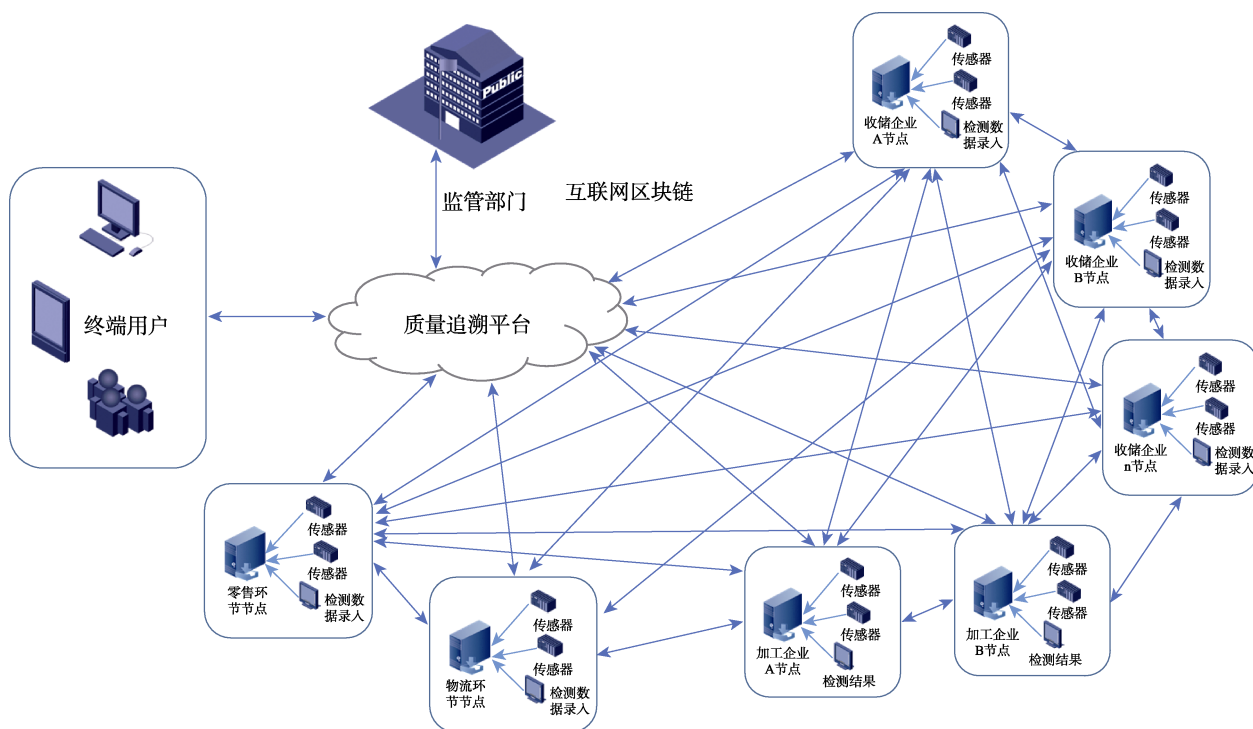 Public
监管部门
互联网区块链
终端用户
质量追溯平台
传感器
传感器
检测数
据录入
收储企业
A节点
传感器
传感器
检测数
据录入
收储企业
B节点
传感器
传感器
检测数
据录入
收储企业
n节点
传感器
传感器
检测结果
加工企业
B节点
传感器
传感器
检测结果
加工企业
A节点
传感器
传感器
检测数
据录入
物流环
节节点
传感器
传感器
检测数
据录入
零售环
节节点